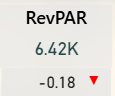 RevPAR
6.42K
-0.18 ▼